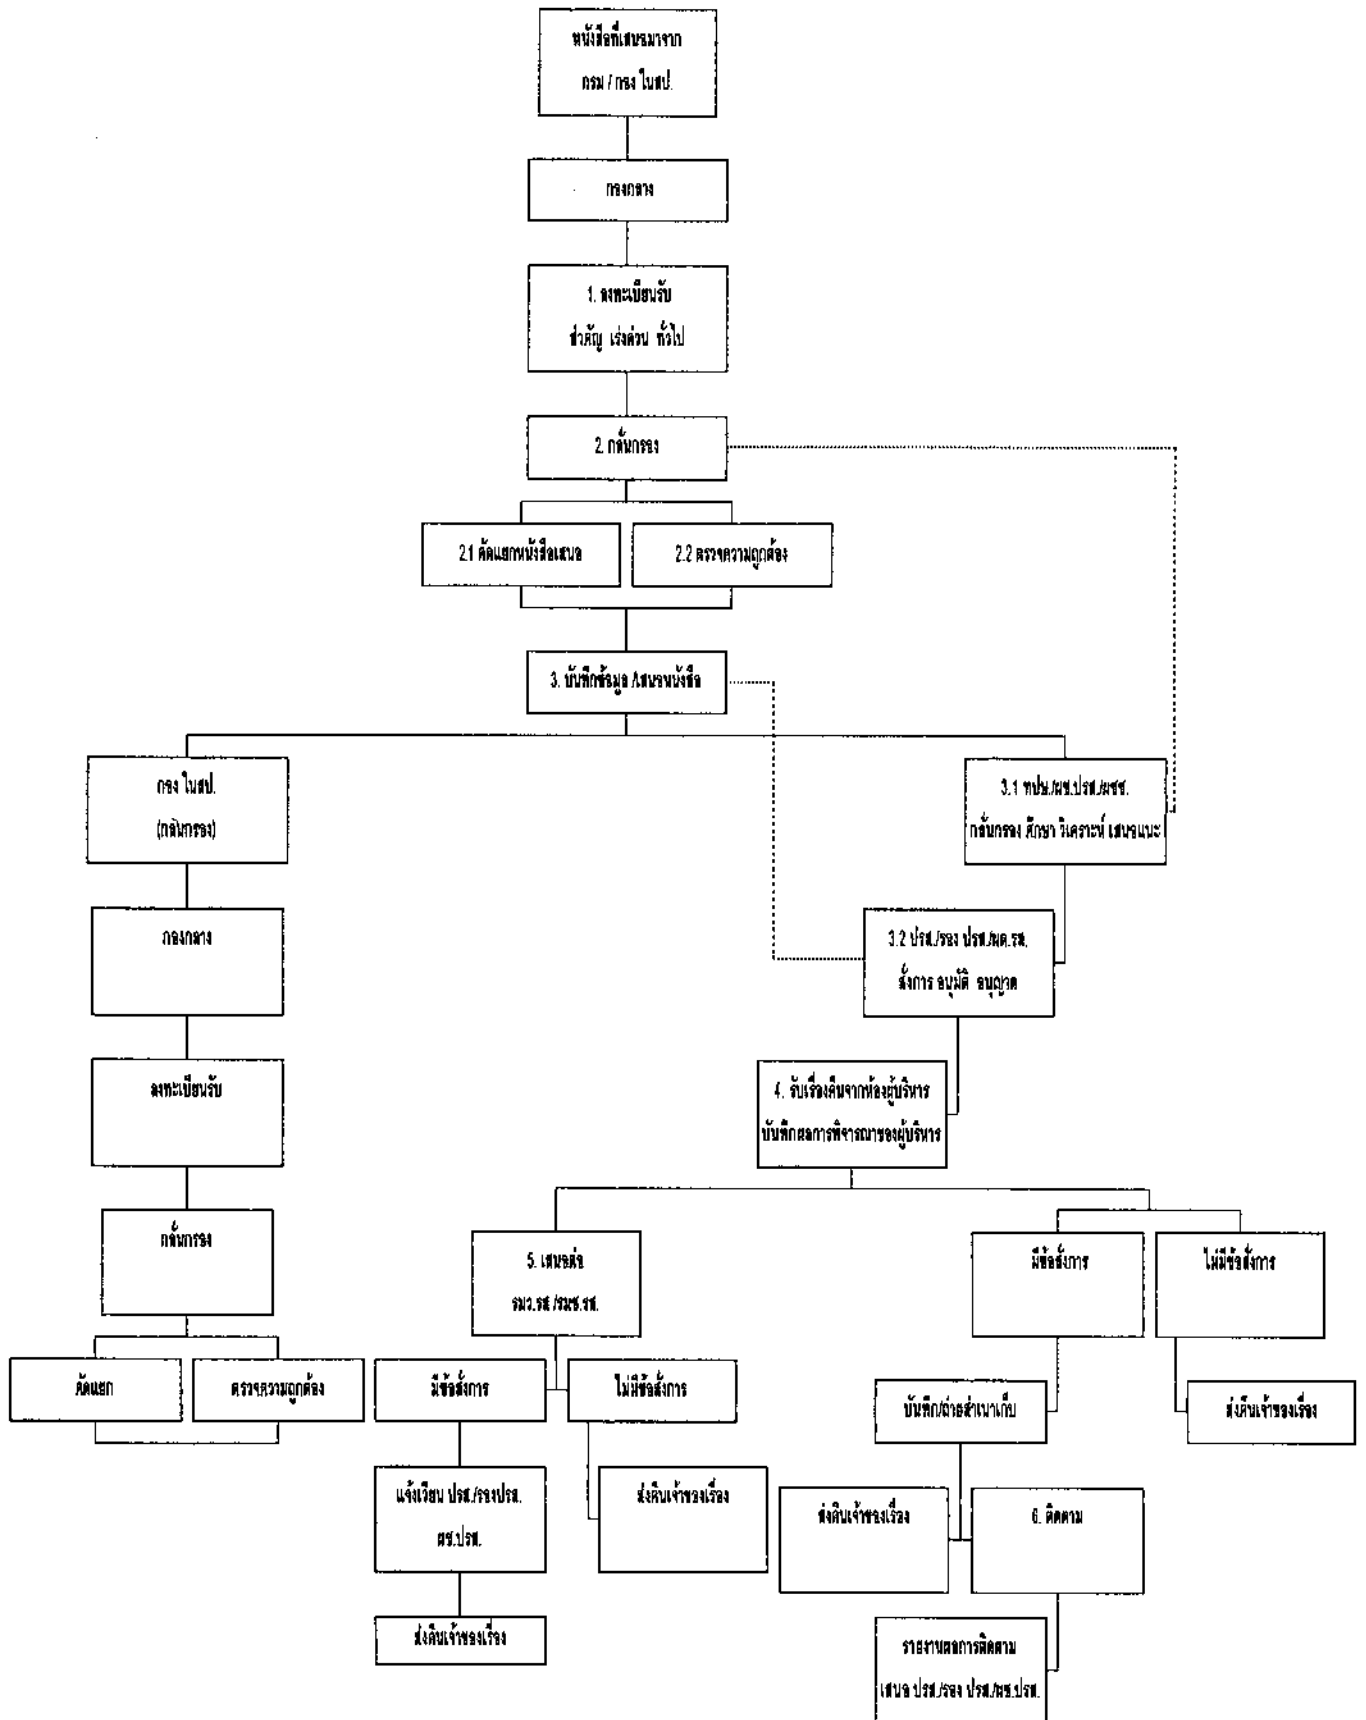 หนังสือที่เสนอมาจาก
กรม / กอง ในสป.
กองกลาง
1. ลงทะเบียนรับ
สำคัญ เร่งด่วน ทั่วไป
2. กลั่นกรอง
2.1 คัดแยกหนังสือเสนอ
2.2 ตรวจความถูกต้อง
3. บันทึกข้อมูล /เสนอหนังสือ
กอง ในสป.
(กลั่นกรอง)
3.1 ทปษ./ผช.ปรส./ผชช.
กลั่นกรอง ศึกษา วิเคราะห์ เสนอแนะ
กองกลาง
3.2 ปรส./รอง ปรส./ผต.รส.
สั่งการ อนุมัติ อนุญาต
ลงทะเบียนรับ
4. รับเรื่องคืนจากห้องผู้บริหาร
บันทึกผลการพิจารณาของผู้บริหาร
กลั่นกรอง
5. เสนอต่อ
รมว.รส./รมช.รส.
มีข้อสั่งการ
ไม่มีข้อสั่งการ
คัดแยก
ตรวจความถูกต้อง
มีข้อสั่งการ
ไม่มีข้อสั่งการ
บันทึก/ถ่ายสำเนาเก็บ
ส่งคืนเจ้าของเรื่อง
แจ้งเวียน ปรส./รองปรส.
ผช.ปรส.
ส่งคืนเจ้าของเรื่อง
ส่งคืนเจ้าของเรื่อง
6. ติดตาม
ส่งคืนเจ้าของเรื่อง
รายงานผลการติดตาม
เสนอ ปรส./รอง ปรส./ผช.ปรส.